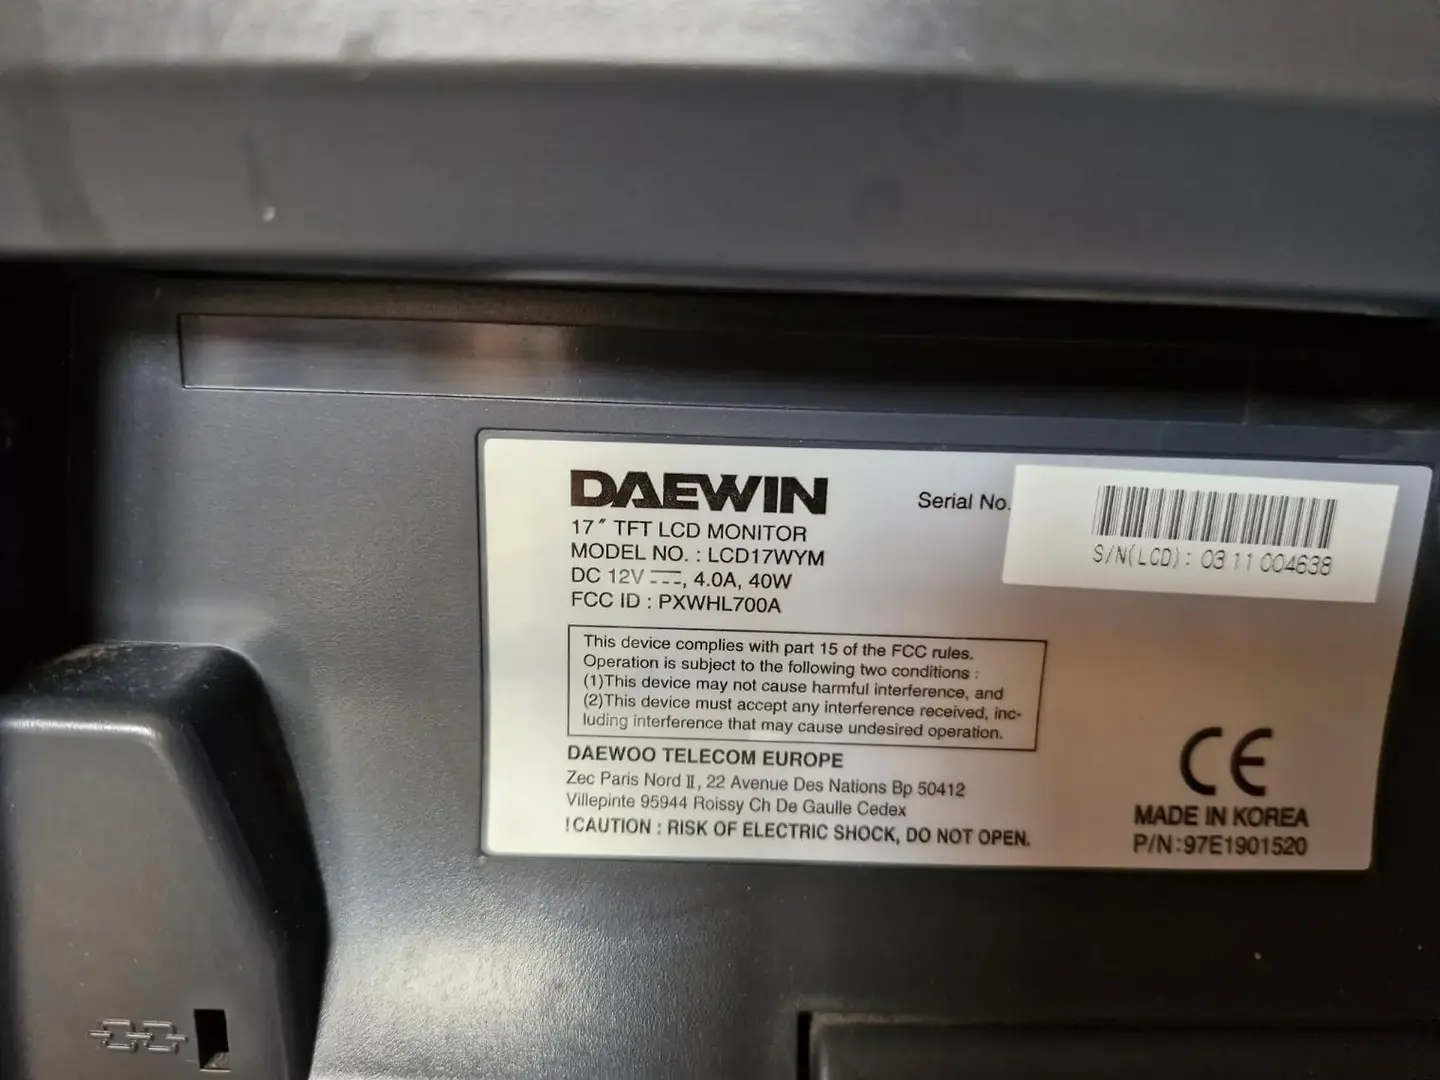 DAEWIN
17" TFT LCD MONITOR
MODEL NO. : LCD17WYM
DC 12V ⎓, 4.0A, 40W
FCC ID : PXWHL700A
Serial No.
S/N(LCD): 03 11 004638
This device complies with part 15 of the FCC rules.
Operation is subject to the following two conditions :
(1)This device may not cause harmful interference, and
(2)This device must accept any interference received, inc-
luding interference that may cause undesired operation.
DAEWOO TELECOM EUROPE
Zec Paris Nord Ⅱ, 22 Avenue Des Nations Bp 50412
Villepinte 95944 Roissy Ch De Gaulle Cedex
!CAUTION : RISK OF ELECTRIC SHOCK, DO NOT OPEN.
CE
MADE IN KOREA
P/N:97E1901520